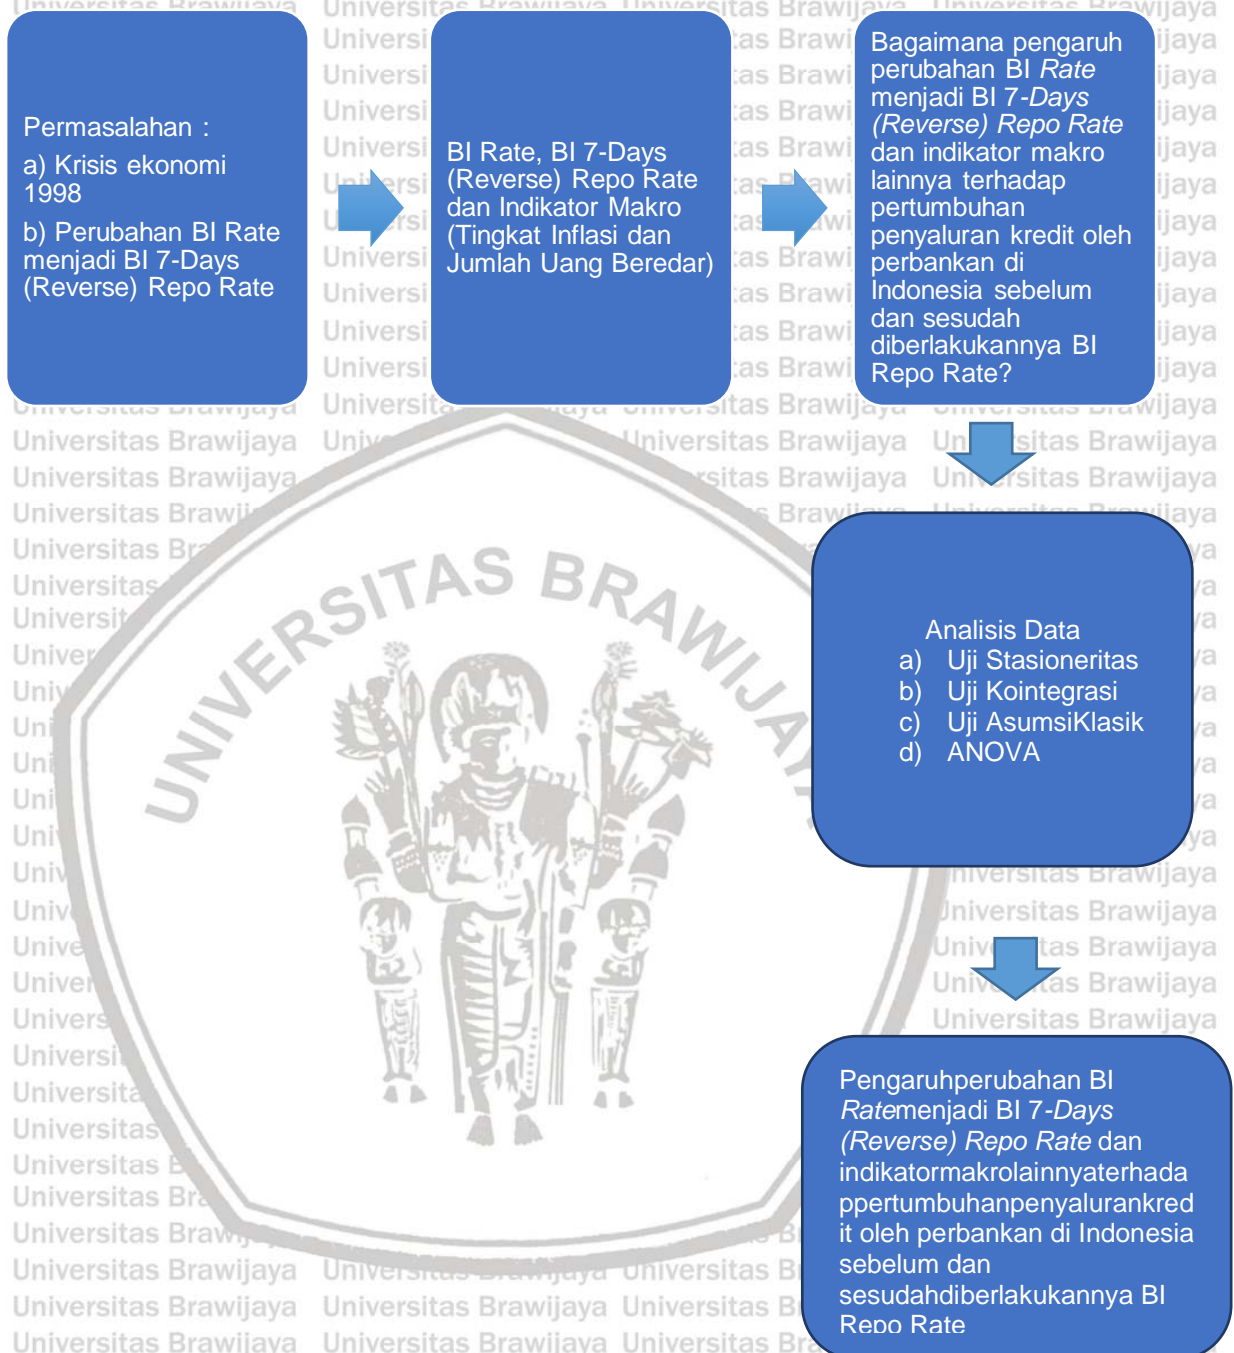 Permasalahan :
a) Krisis ekonomi
1998
b) Perubahan BI Rate
menjadi BI 7-Days
(Reverse) Repo Rate
BI Rate, BI 7-Days
(Reverse) Repo Rate
dan Indikator Makro
(Tingkat Inflasi dan
Jumlah Uang Beredar)
Bagaimana pengaruh
perubahan BI Rate
menjadi BI 7-Days
(Reverse) Repo Rate
dan indikator makro
lainnya terhadap
pertumbuhan
penyaluran kredit oleh
perbankan di
Indonesia sebelum
dan sesudah
diberlakukannya BI
Repo Rate?
Analisis Data
a) Uji Stasioneritas
b) Uji Kointegrasi
c) Uji AsumsiKlasik
d) ANOVA
Pengaruhperubahan BI
Ratemenjadi BI 7-Days
(Reverse) Repo Rate dan
indikatormakrolainnyaterhada
ppertumbuhanpenyalurankred
it oleh perbankan di Indonesia
sebelum dan
sesudahdiberlakukannya BI
Repo Rate
UNIVERSITAS BRAWIJAYA